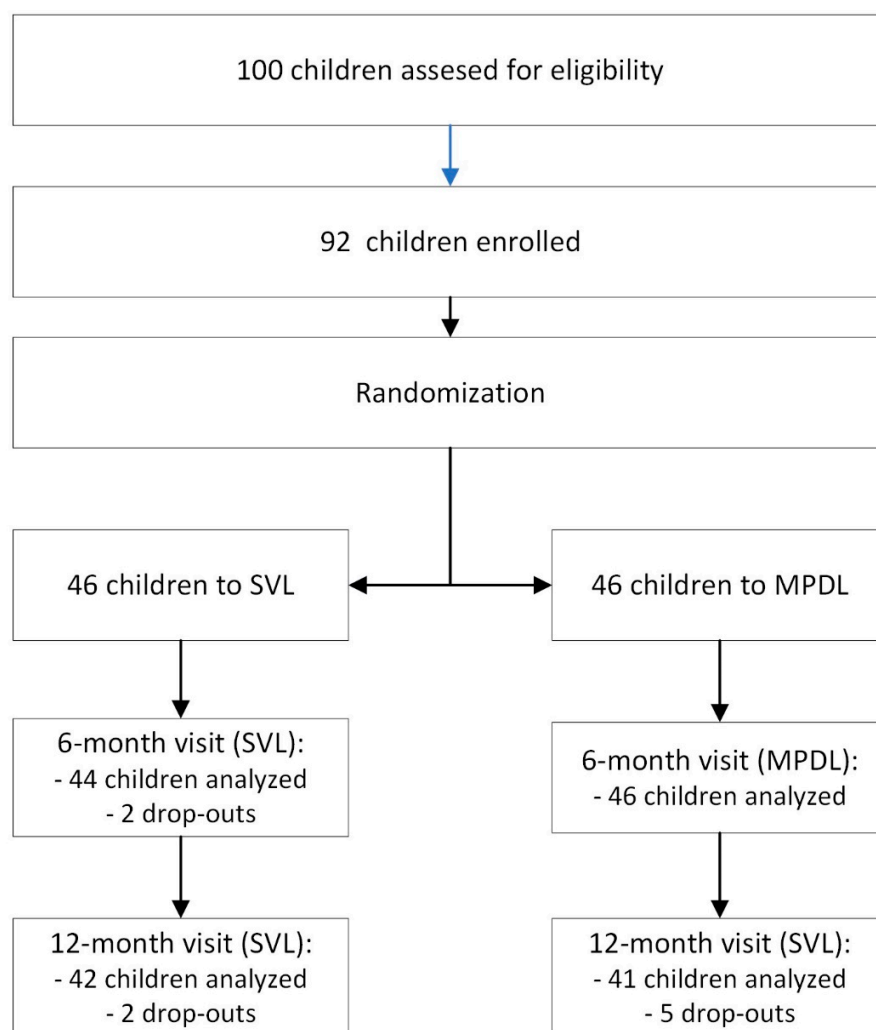 100 children assesed for eligibility
92 children enrolled
Randomization
46 children to SVL
46 children to MPDL
6-month visit (SVL):
- 44 children analyzed
- 2 drop-outs
6-month visit (MPDL):
- 46 children analyzed
12-month visit (SVL):
- 42 children analyzed
- 2 drop-outs
12-month visit (SVL):
- 41 children analyzed
- 5 drop-outs